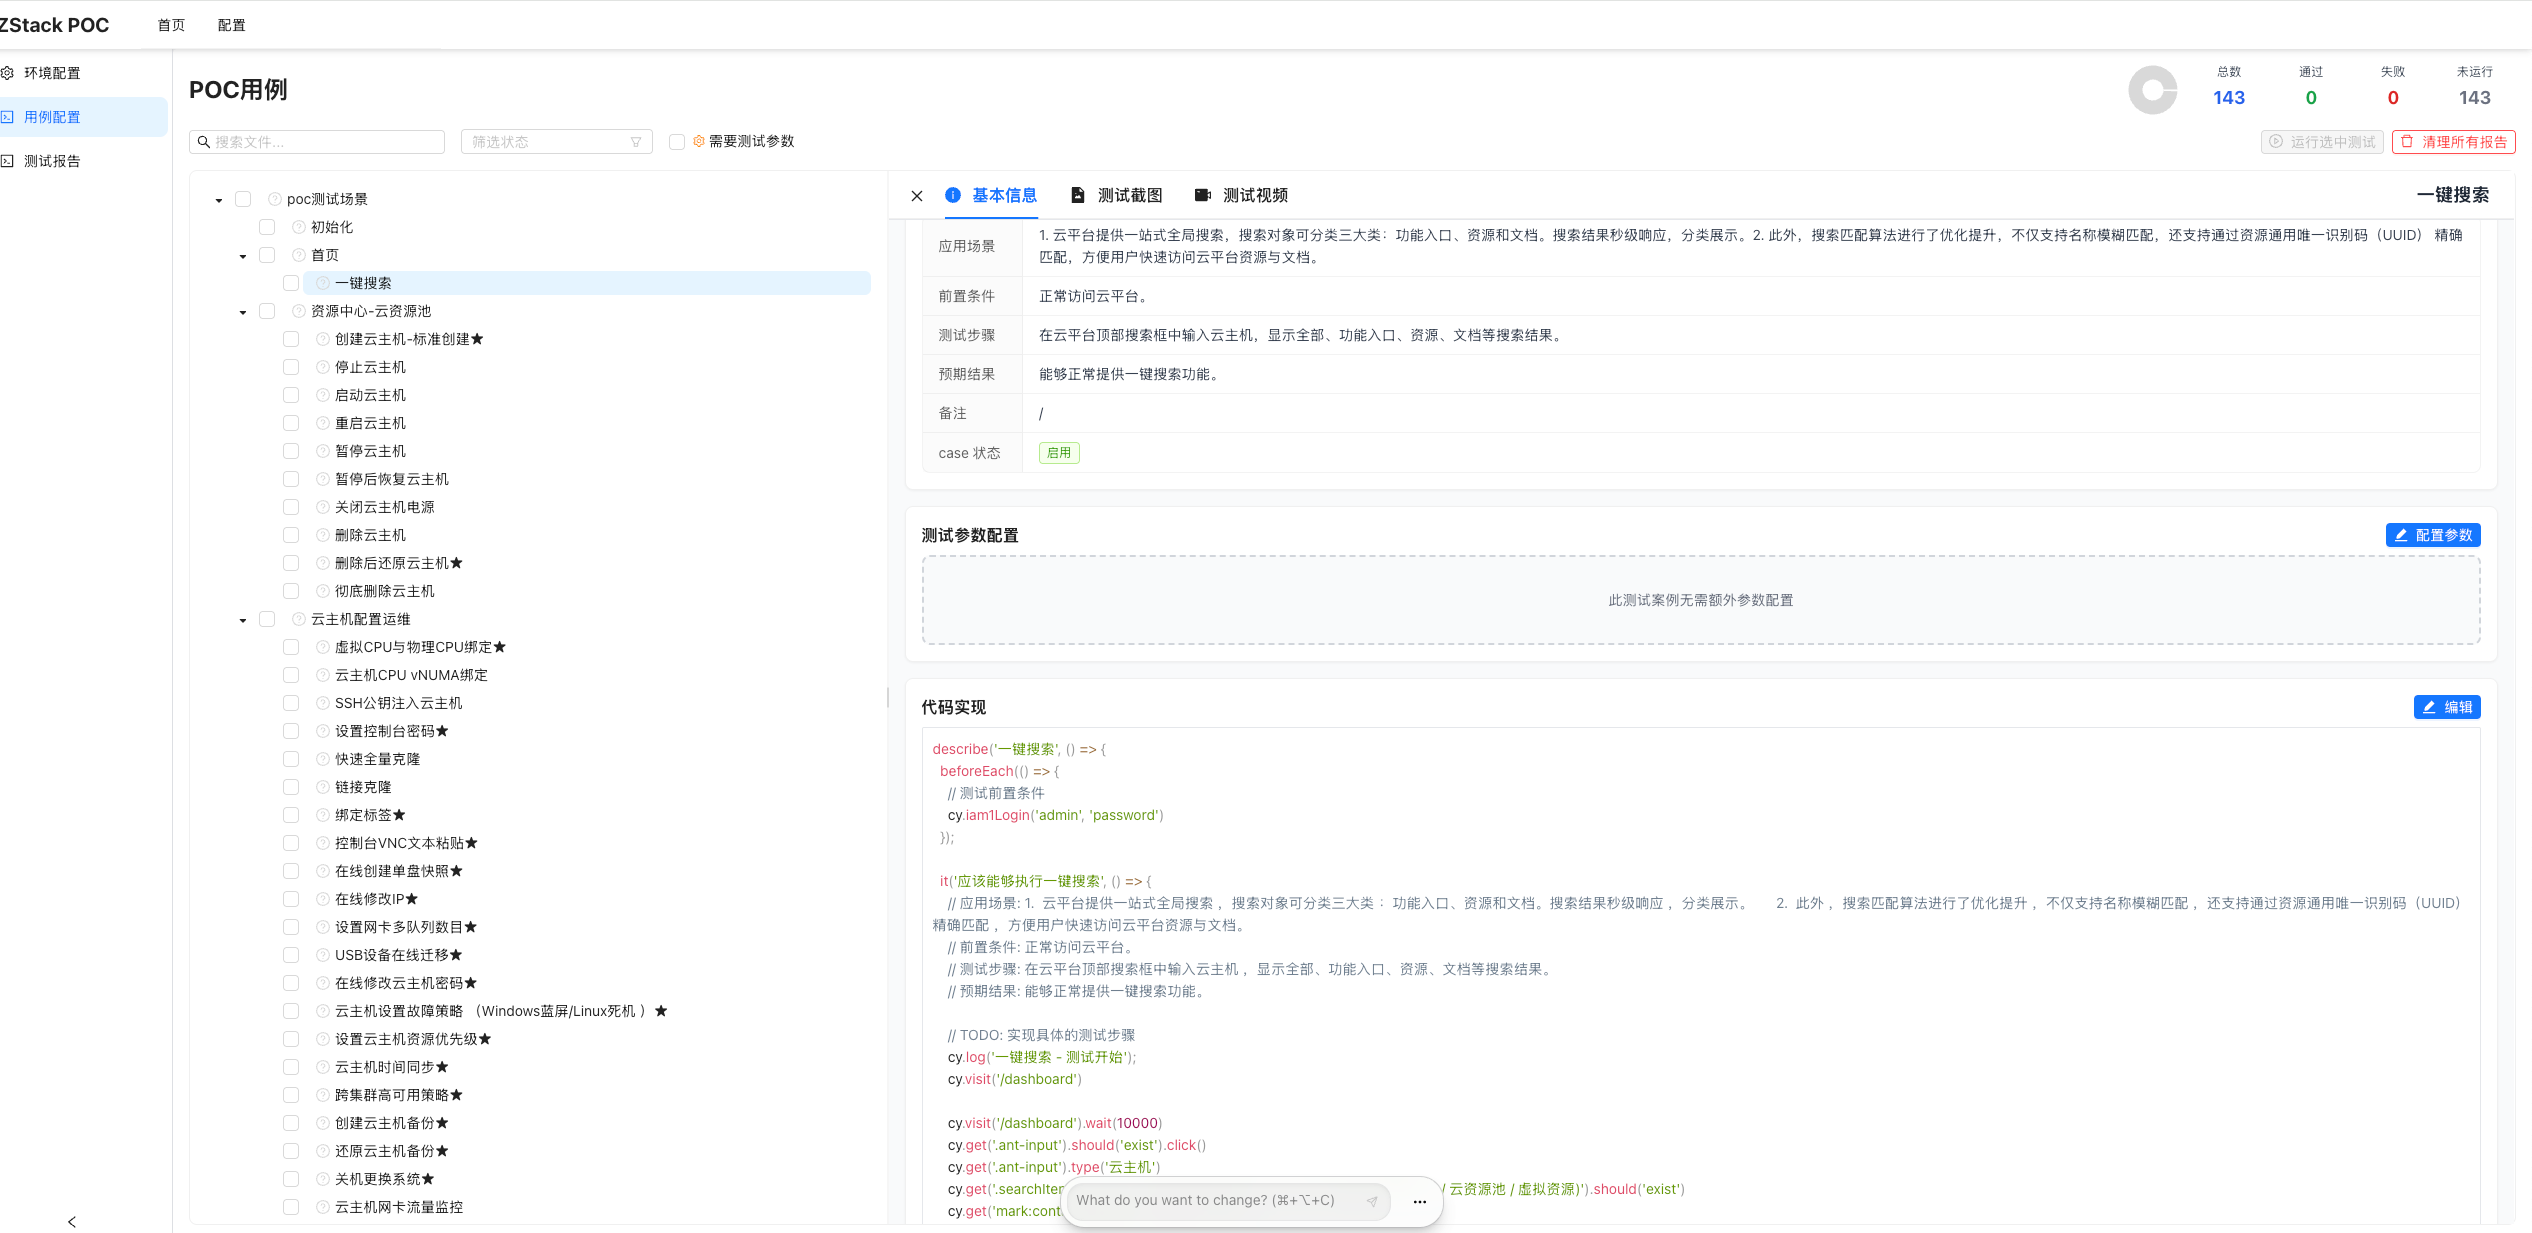 ZStack POC
首页
配置
环境配置
用例配置
测试报告
POC用例
总数
143
通过
0
失败
0
未运行
143
搜索文件...
筛选状态
需要测试参数
运行选中测试
清理所有报告
poc测试场景
初始化
首页
一键搜索
资源中心-云资源池
创建云主机-标准创建★
停止云主机
启动云主机
重启云主机
暂停云主机
暂停后恢复云主机
关闭云主机电源
删除云主机
删除后还原云主机★
彻底删除云主机
云主机配置运维
虚拟CPU与物理CPU绑定★
云主机CPU vNUMA绑定
SSH公钥注入云主机
设置控制台密码★
快速全量克隆
链接克隆
绑定标签★
控制台VNC文本粘贴★
在线创建单盘快照★
在线修改IP★
设置网卡多队列数目★
USB设备在线迁移★
在线修改云主机密码★
云主机设置故障策略 （Windows蓝屏/Linux死机 ）★
设置云主机资源优先级★
云主机时间同步★
跨集群高可用策略★
创建云主机备份★
还原云主机备份★
关机更换系统★
云主机网卡流量监控
基本信息
测试截图
测试视频
一键搜索
应用场景
1. 云平台提供一站式全局搜索，搜索对象可分类三大类：功能入口、资源和文档。搜索结果秒级响应，分类展示。2. 此外，搜索匹配算法进行了优化提升，不仅支持名称模糊匹配，还支持通过资源通用唯一识别码（UUID） 精确
匹配，方便用户快速访问云平台资源与文档。
前置条件
正常访问云平台。
测试步骤
在云平台顶部搜索框中输入云主机，显示全部、功能入口、资源、文档等搜索结果。
预期结果
能够正常提供一键搜索功能。
备注
/
case 状态
启用
测试参数配置
配置参数
此测试案例无需额外参数配置
代码实现
编辑
describe('一键搜索', () => {
beforeEach(() => {
// 测试前置条件
cy.iam1Login('admin', 'password')
});
it('应该能够执行一键搜索', () => {
// 应用场景: 1. 云平台提供一站式全局搜索 ，搜索对象可分类三大类 ：功能入口、资源和文档。搜索结果秒级响应 ，分类展示。 2. 此外 ，搜索匹配算法进行了优化提升 ，不仅支持名称模糊匹配 ，还支持通过资源通用唯一识别码（UUID）
精确匹配 ，方便用户快速访问云平台资源与文档。
// 前置条件: 正常访问云平台。
// 测试步骤: 在云平台顶部搜索框中输入云主机 ，显示全部、功能入口、资源、文档等搜索结果。
// 预期结果: 能够正常提供一键搜索功能。
// TODO: 实现具体的测试步骤
cy.log('一键搜索 - 测试开始');
cy.visit('/dashboard')
cy.visit('/dashboard').wait(10000)
cy.get('.ant-input').should('exist').click()
cy.get('.ant-input').type('云主机')
cy.get('.searchIter / 云资源池 / 虚拟资源)').should('exist')
cy.get('mark:cont
What do you want to change? (⌘+⌥+C)